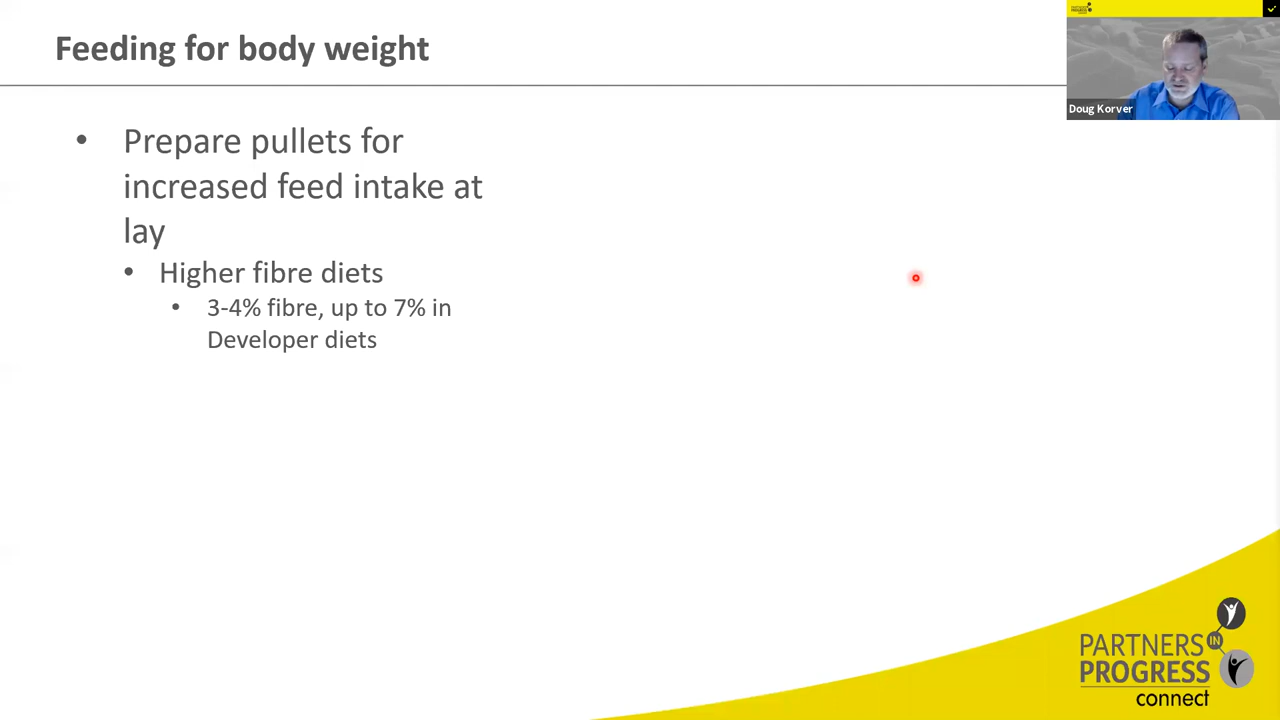 Feeding for body weight
Doug Korver
• Prepare pullets for
increased feed intake at
lay
• Higher fibre diets
• 3-4% fibre, up to 7% in
Developer diets
PARTNERS IN
PROGRESS
connect